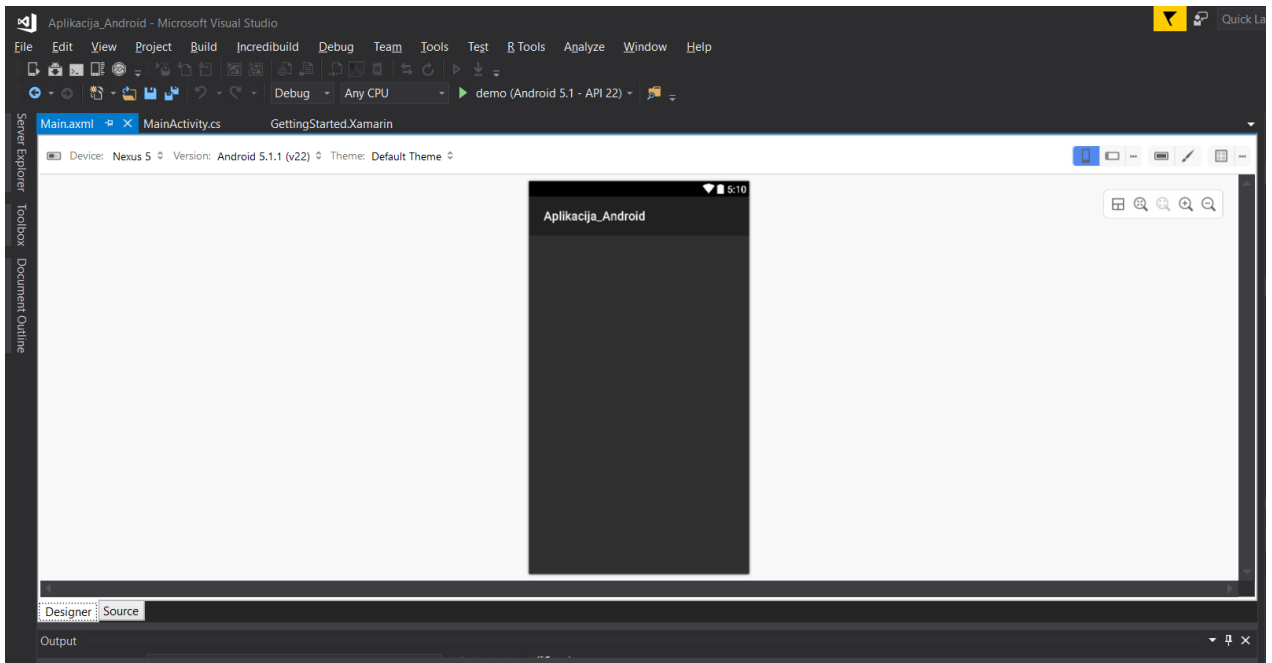 Aplikacija_Android - Microsoft Visual Studio
Quick La
File Edit View Project Build Incredibuild Debug Team Tools Test R Tools Analyze Window Help
Debug Any CPU demo (Android 5.1 - API 22)
Main.axml MainActivity.cs GettingStarted.Xamarin
Server Explorer
Toolbox
Document Outline
Device: Nexus 5 Version: Android 5.1.1 (v22) Theme: Default Theme
5:10
Aplikacija_Android
Designer Source
Output